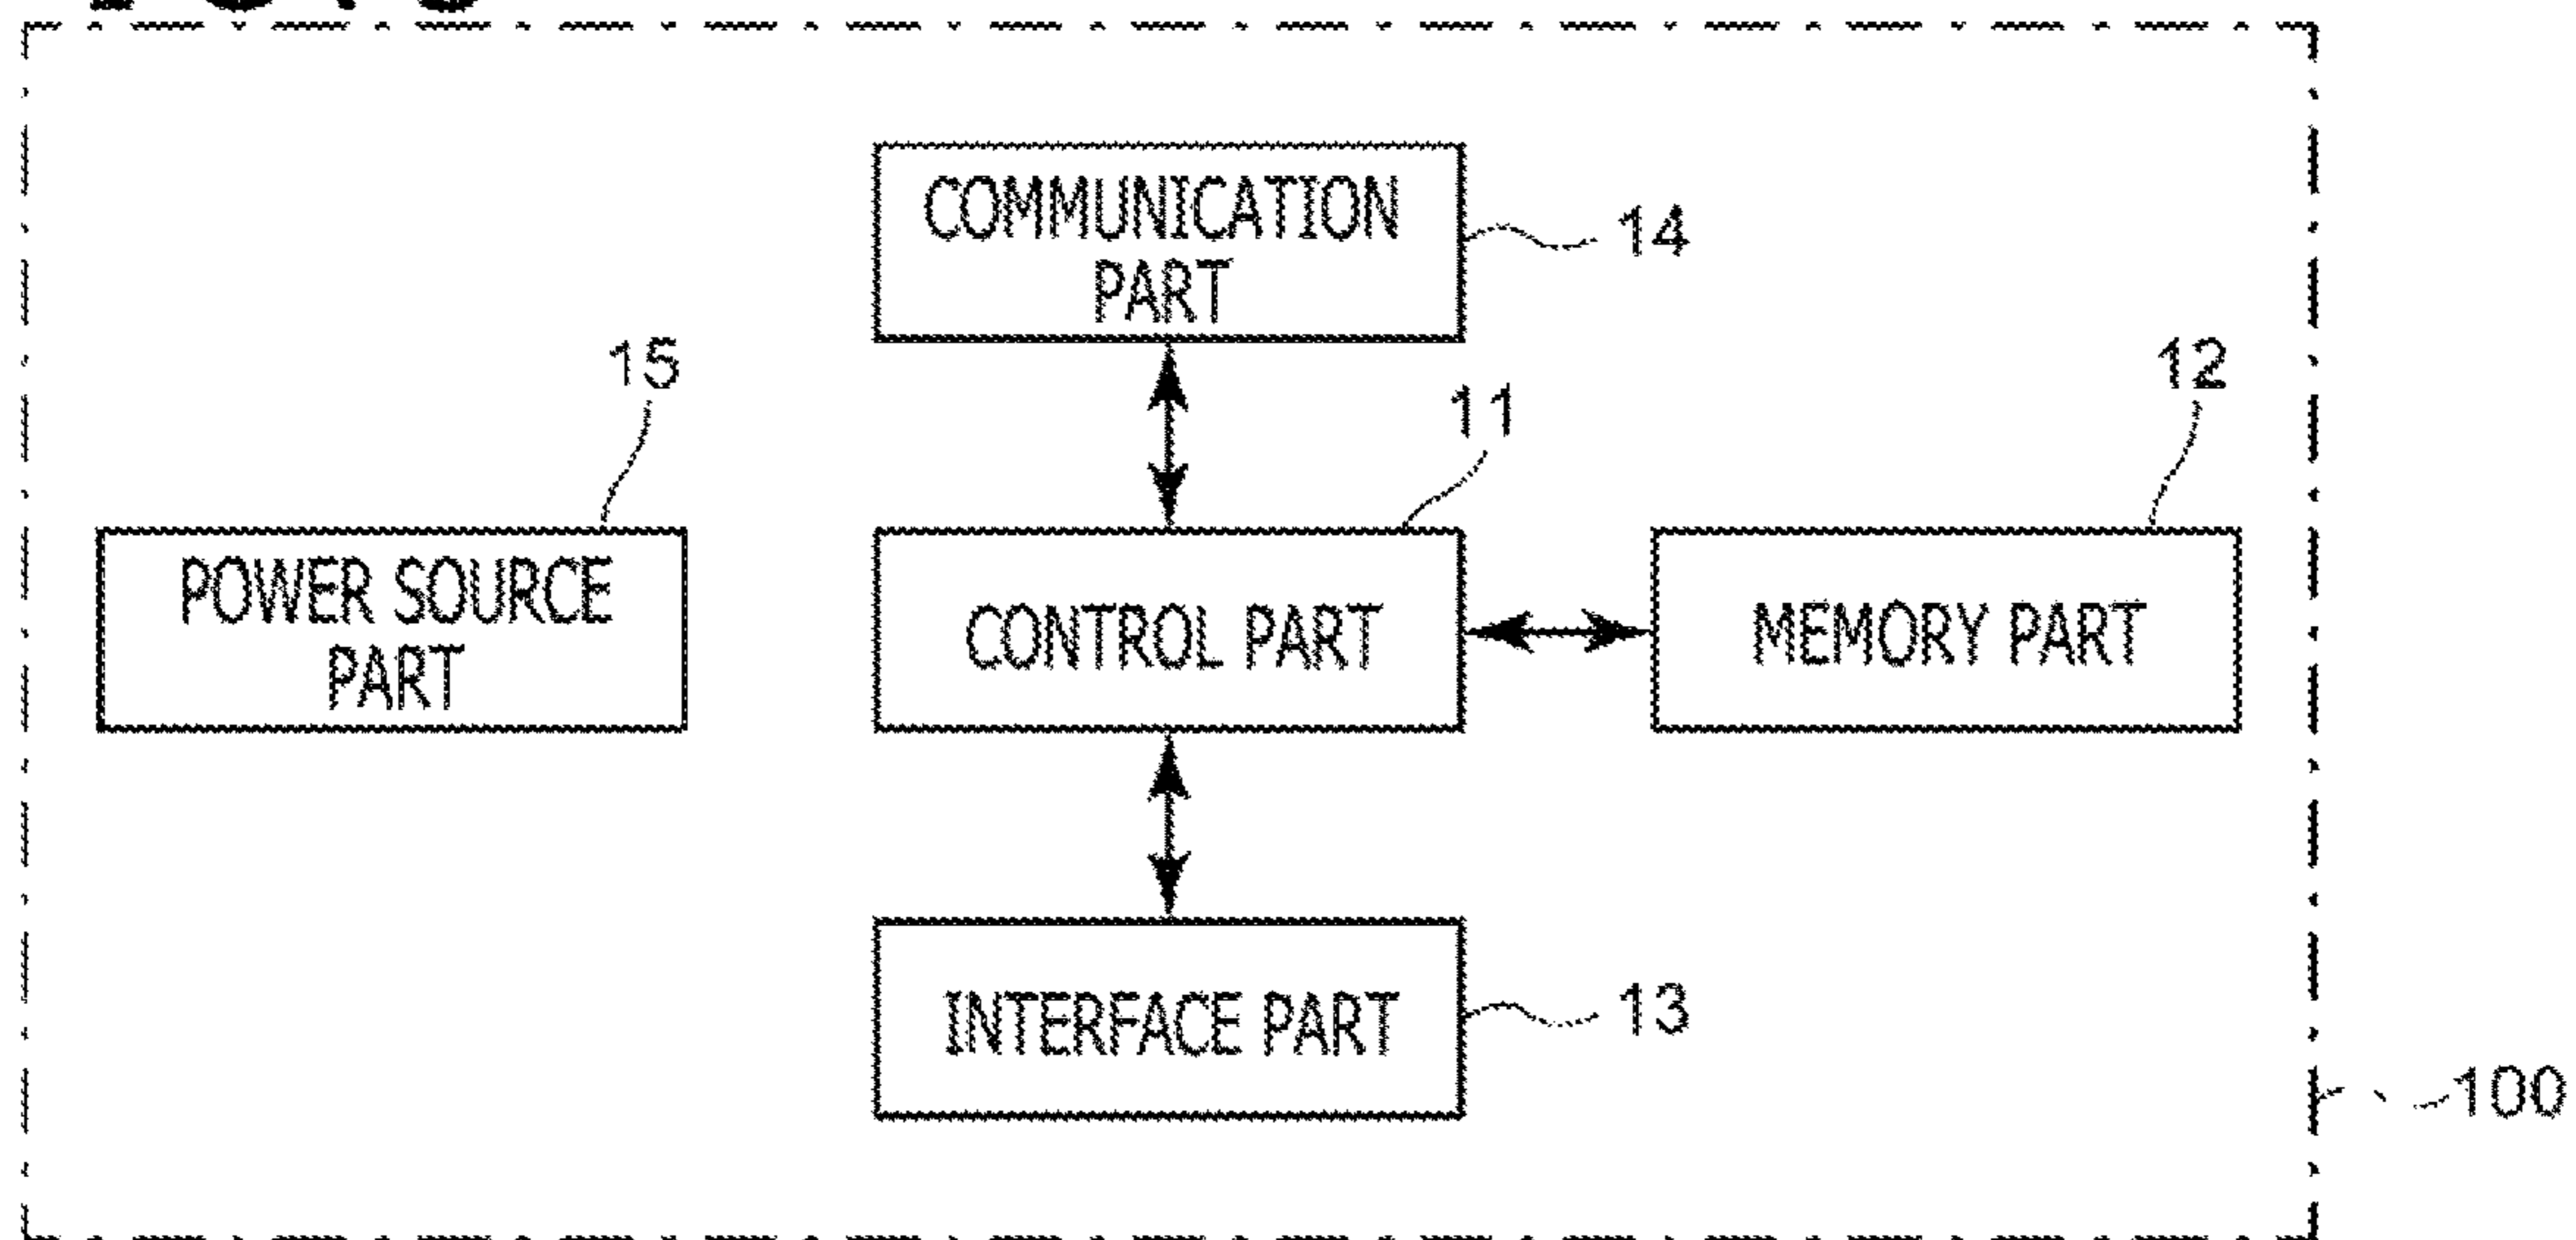 COMMUNICATION
PART
14
15
11
12
POWER SOURCE
PART
CONTROL PART
MEMORY PART
INTERFACE PART
13
100